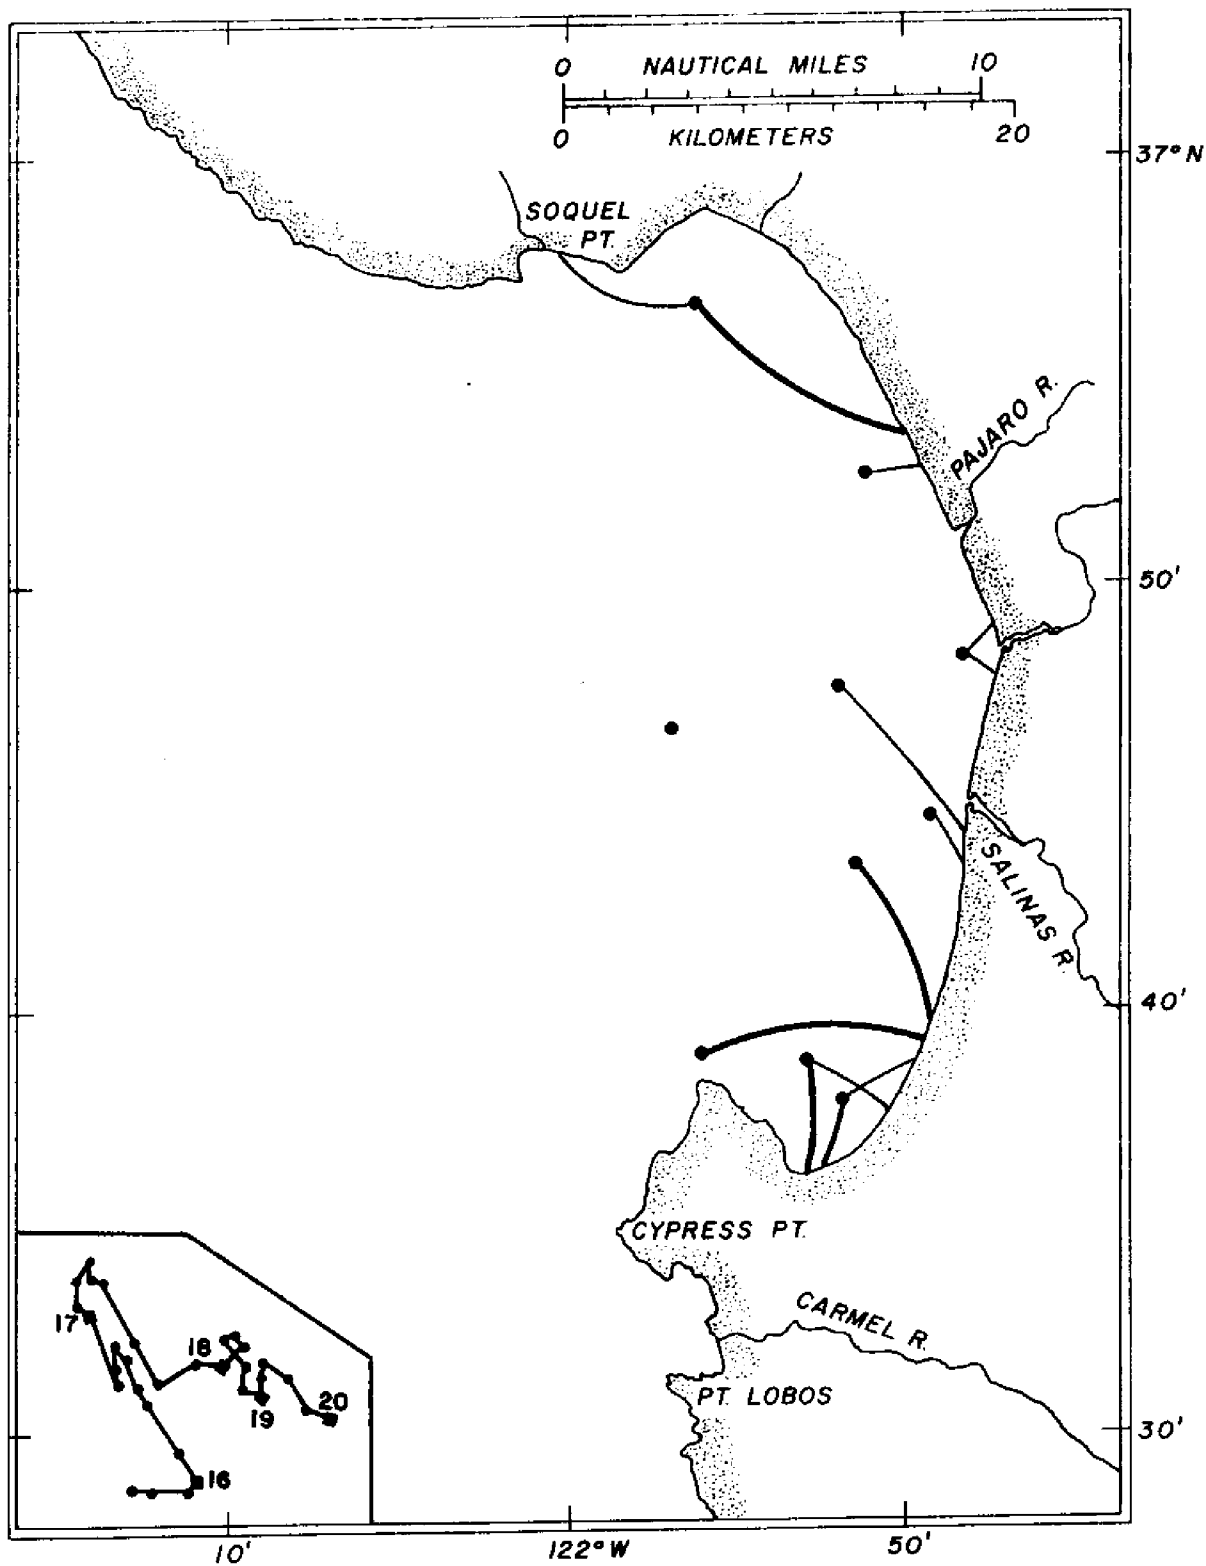 0 NAUTICAL MILES 10
0 KILOMETERS 20
37° N
SOQUEL
PT.
PAJARO R.
50'
SALINAS R.
40'
CYPRESS PT.
CARMEL R.
PT. LOBOS
30'
17
18
19
20
16
10'
122° W
50'